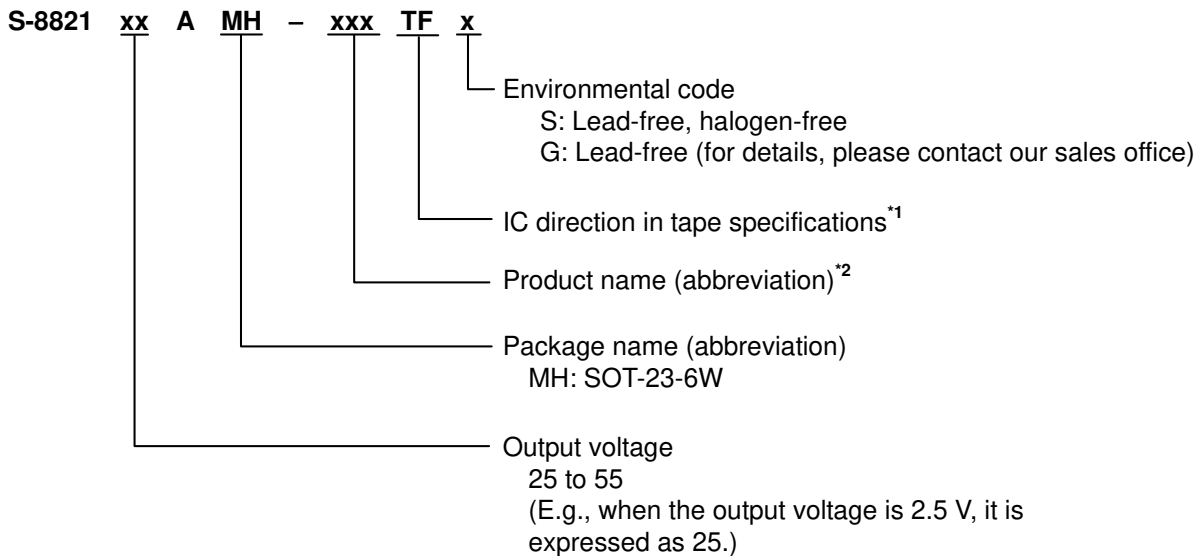 S-8821 xx A MH – xxx TF x
Environmental code
S: Lead-free, halogen-free
G: Lead-free (for details, please contact our sales office)
IC direction in tape specifications*1
Product name (abbreviation)*2
Package name (abbreviation)
MH: SOT-23-6W
Output voltage
25 to 55
(E.g., when the output voltage is 2.5 V, it is
expressed as 25.)